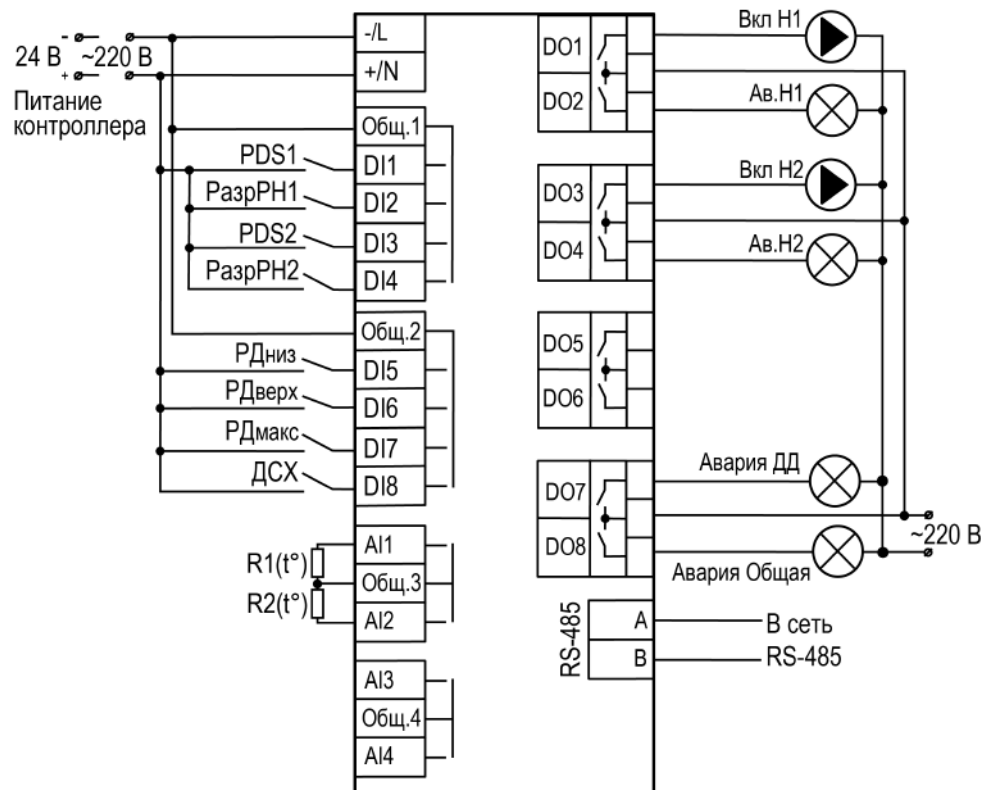 - -/L
24 В ~220 В
+ +/N
Питание
контроллера
Общ.1
PDS1 DI1
РазрРН1 DI2
PDS2 DI3
РазрРН2 DI4
Общ.2
РДниз DI5
РДверх DI6
РДмакс DI7
ДСХ DI8
R1(t°) AI1
Общ.3
R2(t°) AI2
AI3
Общ.4
AI4
DO1 Вкл Н1
DO2 Ав.Н1
DO3 Вкл Н2
DO4 Ав.Н2
DO5
DO6
DO7 Авария ДД
~220 В
DO8 Авария Общая
RS-485
A В сеть
B RS-485